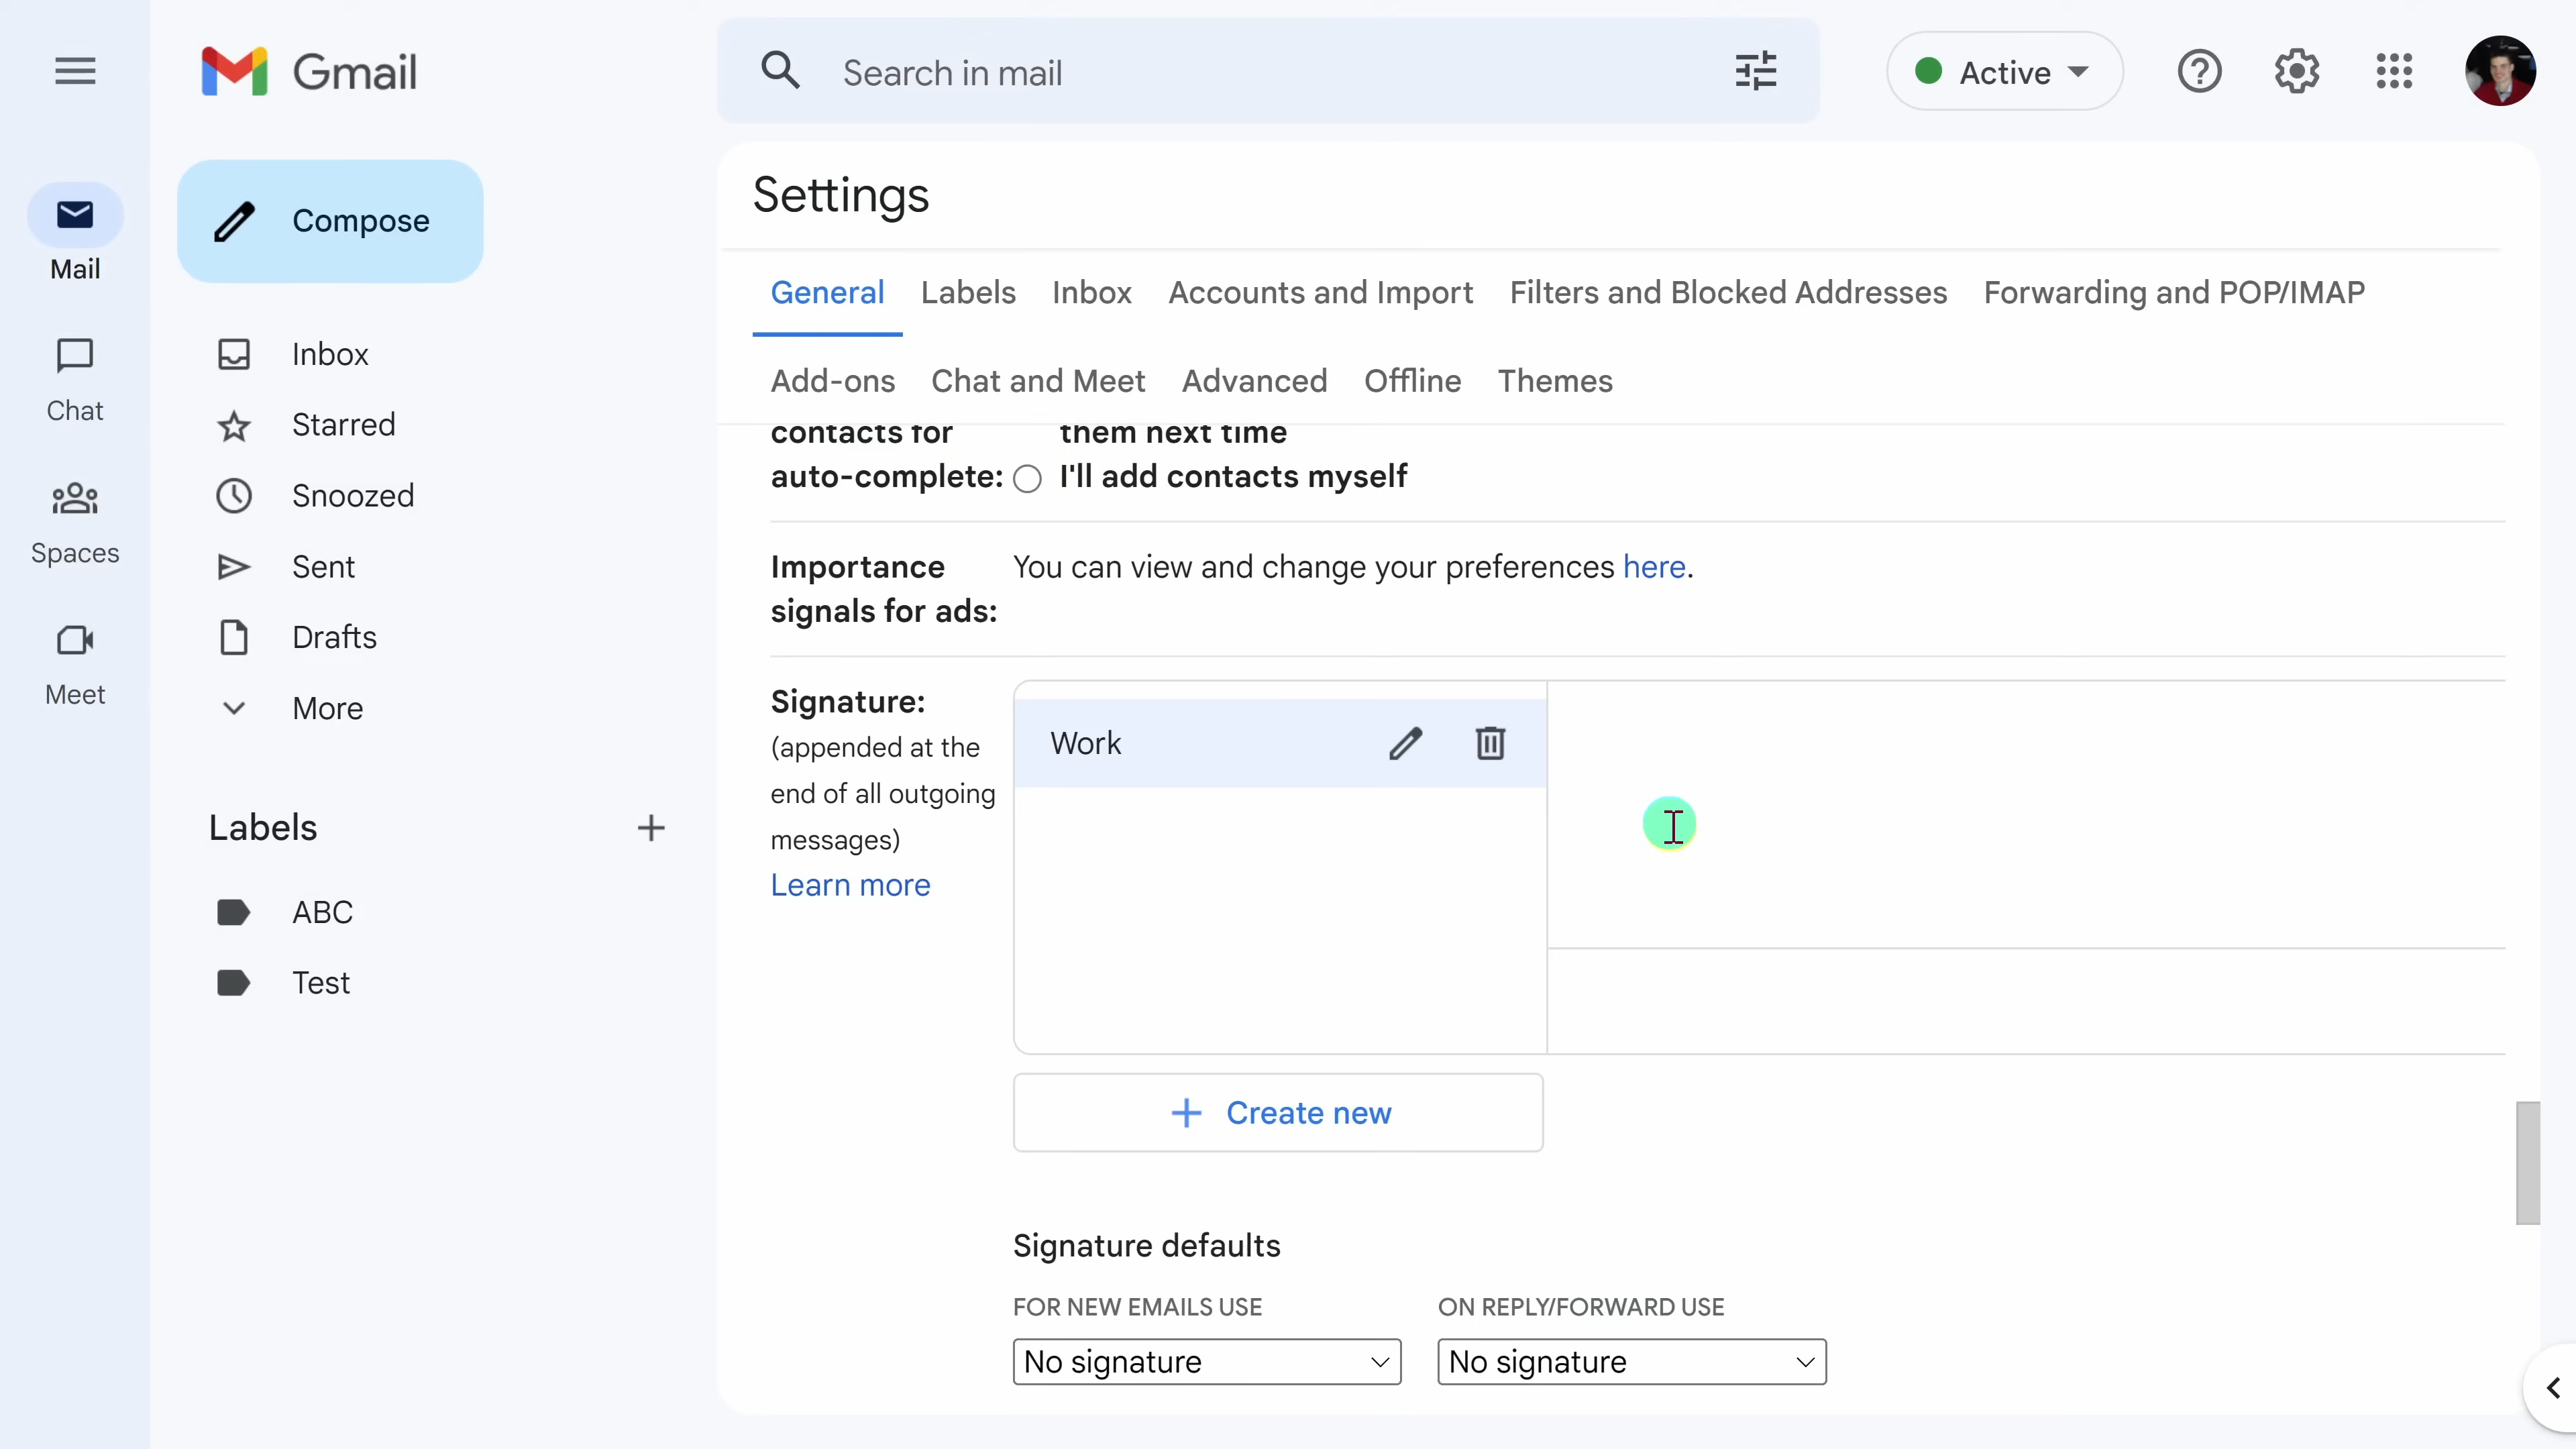 Gmail
Search in mail
Active
Mail
Chat
Spaces
Meet
Compose
Inbox
Starred
Snoozed
Sent
Drafts
More
Labels
ABC
Test
Settings
General Labels Inbox Accounts and Import Filters and Blocked Addresses Forwarding and POP/IMAP
Add-ons Chat and Meet Advanced Offline Themes
contacts for
auto-complete:
them next time
I'll add contacts myself
Importance
signals for ads:
You can view and change your preferences here.
Signature:
(appended at the
end of all outgoing
messages)
Learn more
Work
Create new
Signature defaults
FOR NEW EMAILS USE
No signature
ON REPLY/FORWARD USE
No signature